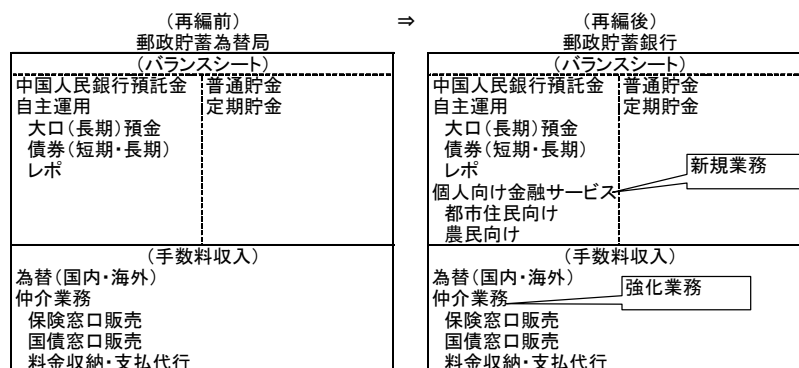 (再編前)
郵政貯蓄為替局
(バランスシート)
中国人民銀行預託金 普通貯金
自主運用 定期貯金
大口(長期)預金
債券(短期・長期)
レポ
(手数料収入)
為替(国内・海外)
仲介業務
保険窓口販売
国債窓口販売
料金収納・支払代行
⇒
(再編後)
郵政貯蓄銀行
(バランスシート)
中国人民銀行預託金 普通貯金
自主運用 定期貯金
大口(長期)預金
債券(短期・長期)
レポ
新規業務
個人向け金融サービス
都市住民向け
農民向け
(手数料収入)
為替(国内・海外)
強化業務
仲介業務
保険窓口販売
国債窓口販売
料金収納・支払代行